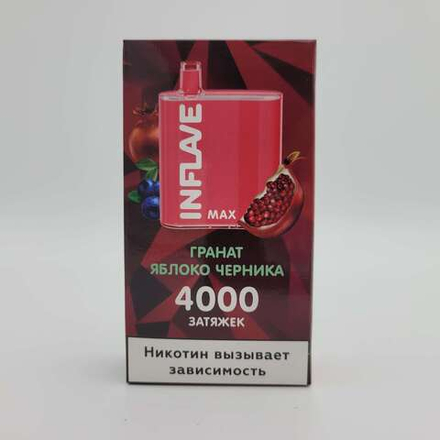 INFLAVE
MAX
ГРАНАТ
ЯБЛОКО ЧЕРНИКА
4000
ЗАТЯЖЕК
Никотин вызывает
зависимость